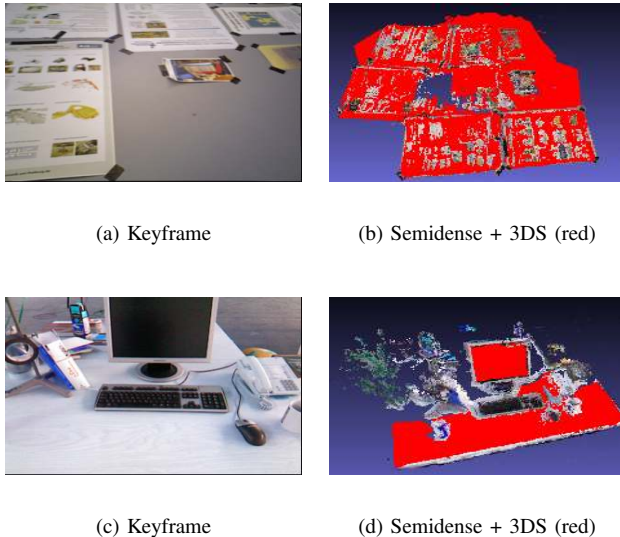 (a) Keyframe
(b) Semidense + 3DS (red)
(c) Keyframe
(d) Semidense + 3DS (red)